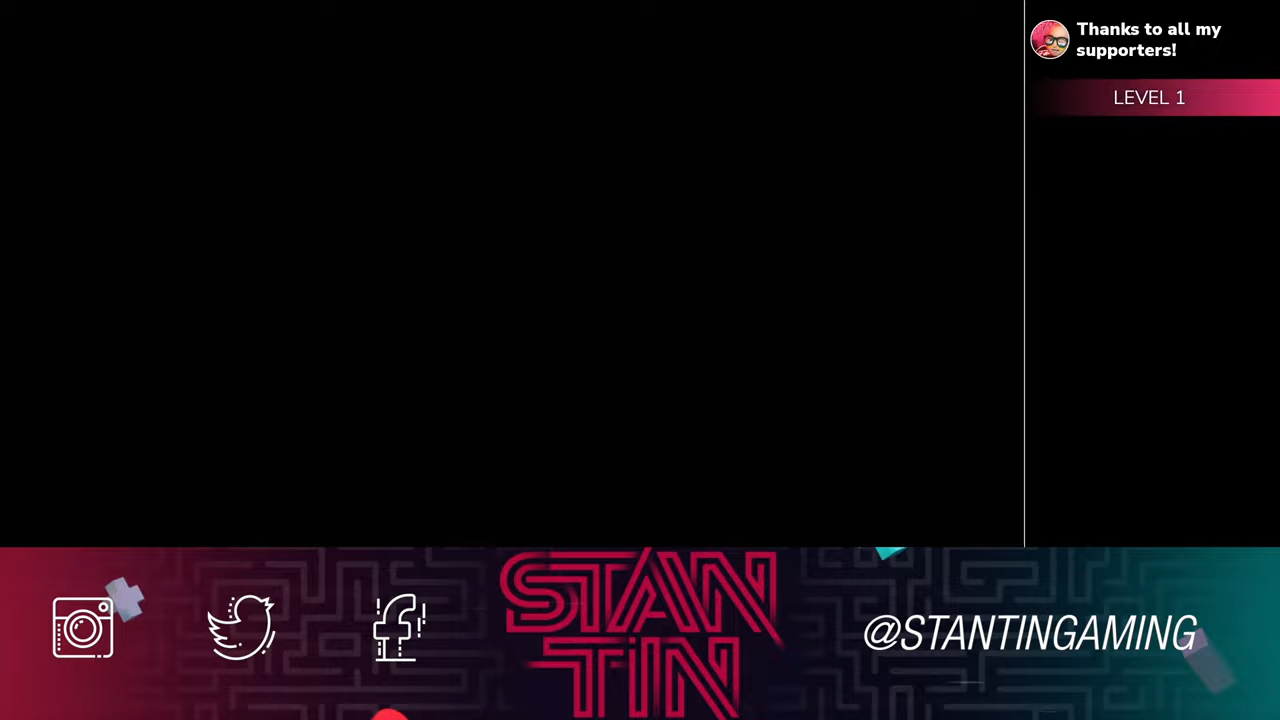 Thanks to all my
supporters!
LEVEL 1
STAN
TIN
@STANTINGAMING